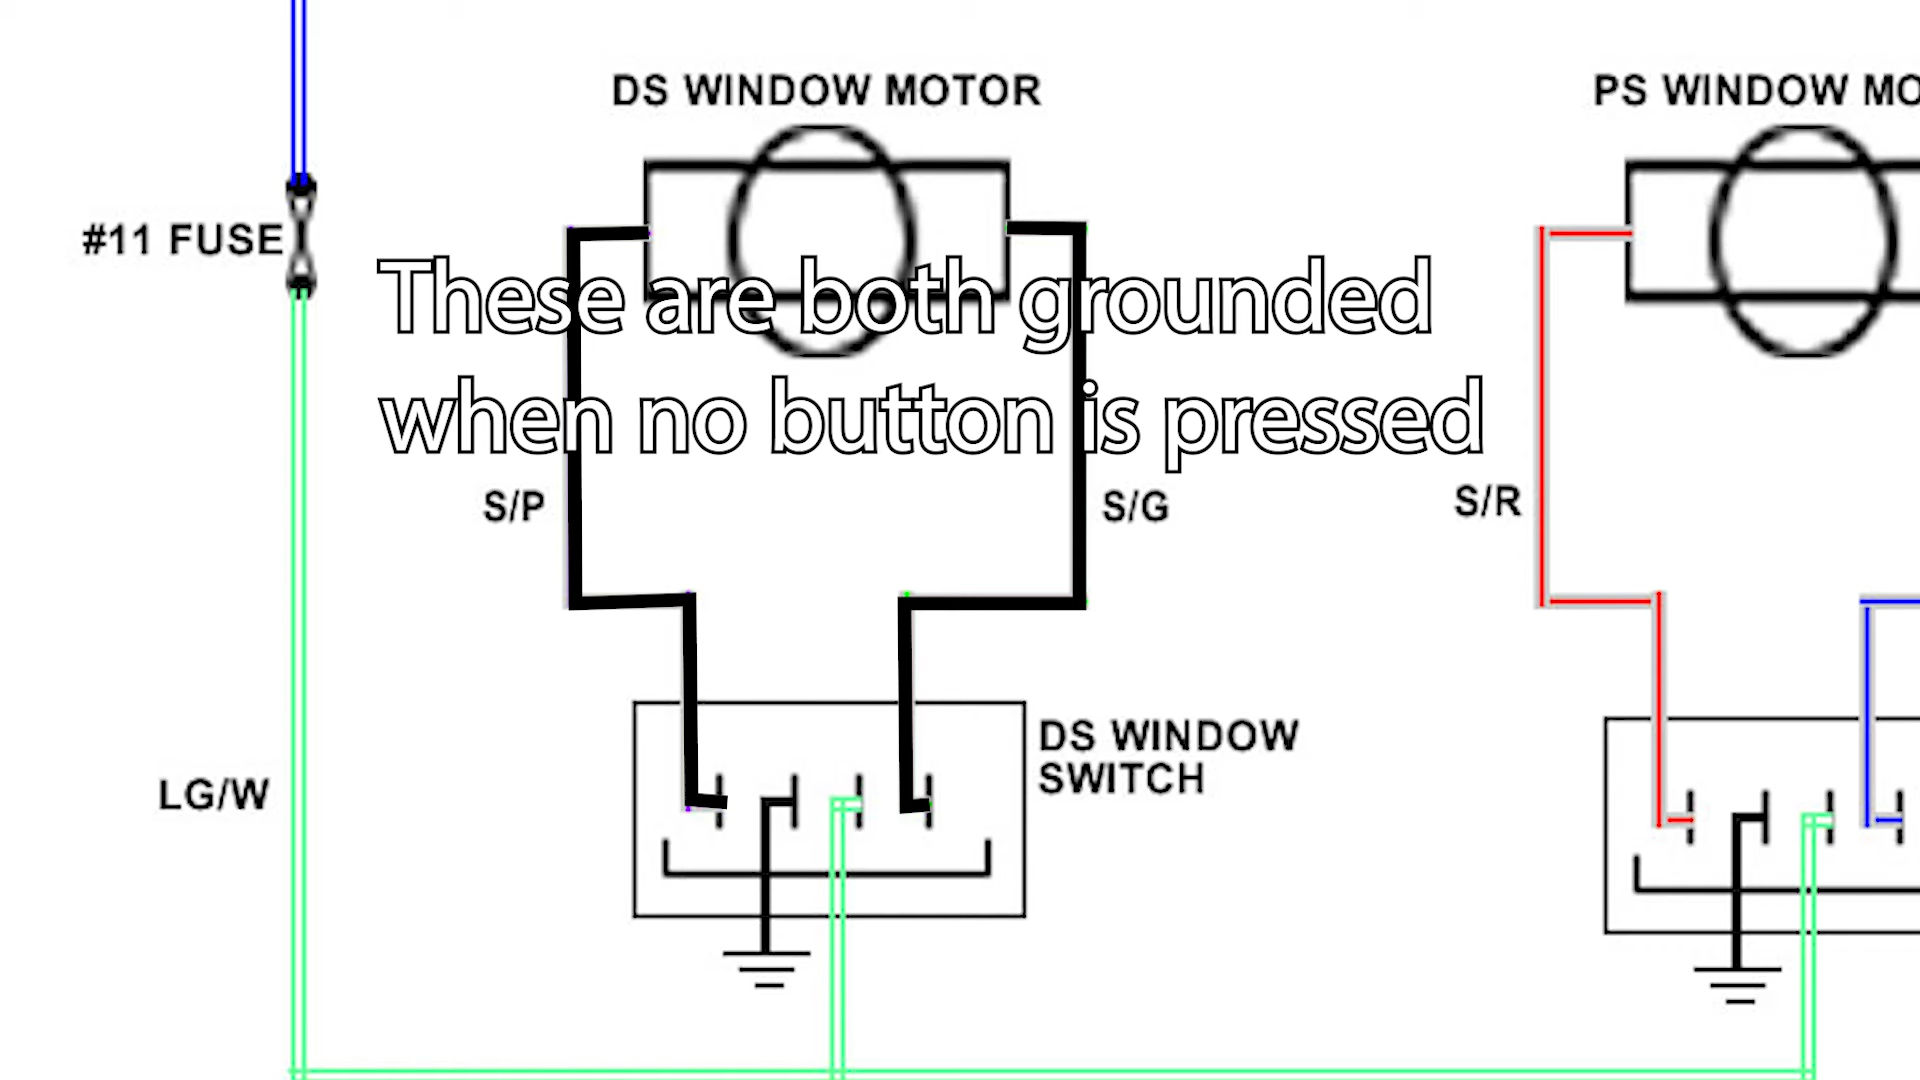 DS WINDOW MOTOR
PS WINDOW MO
#11 FUSE
These are both grounded
when no button is pressed
S/P
S/G
S/R
DS WINDOW
SWITCH
LG/W